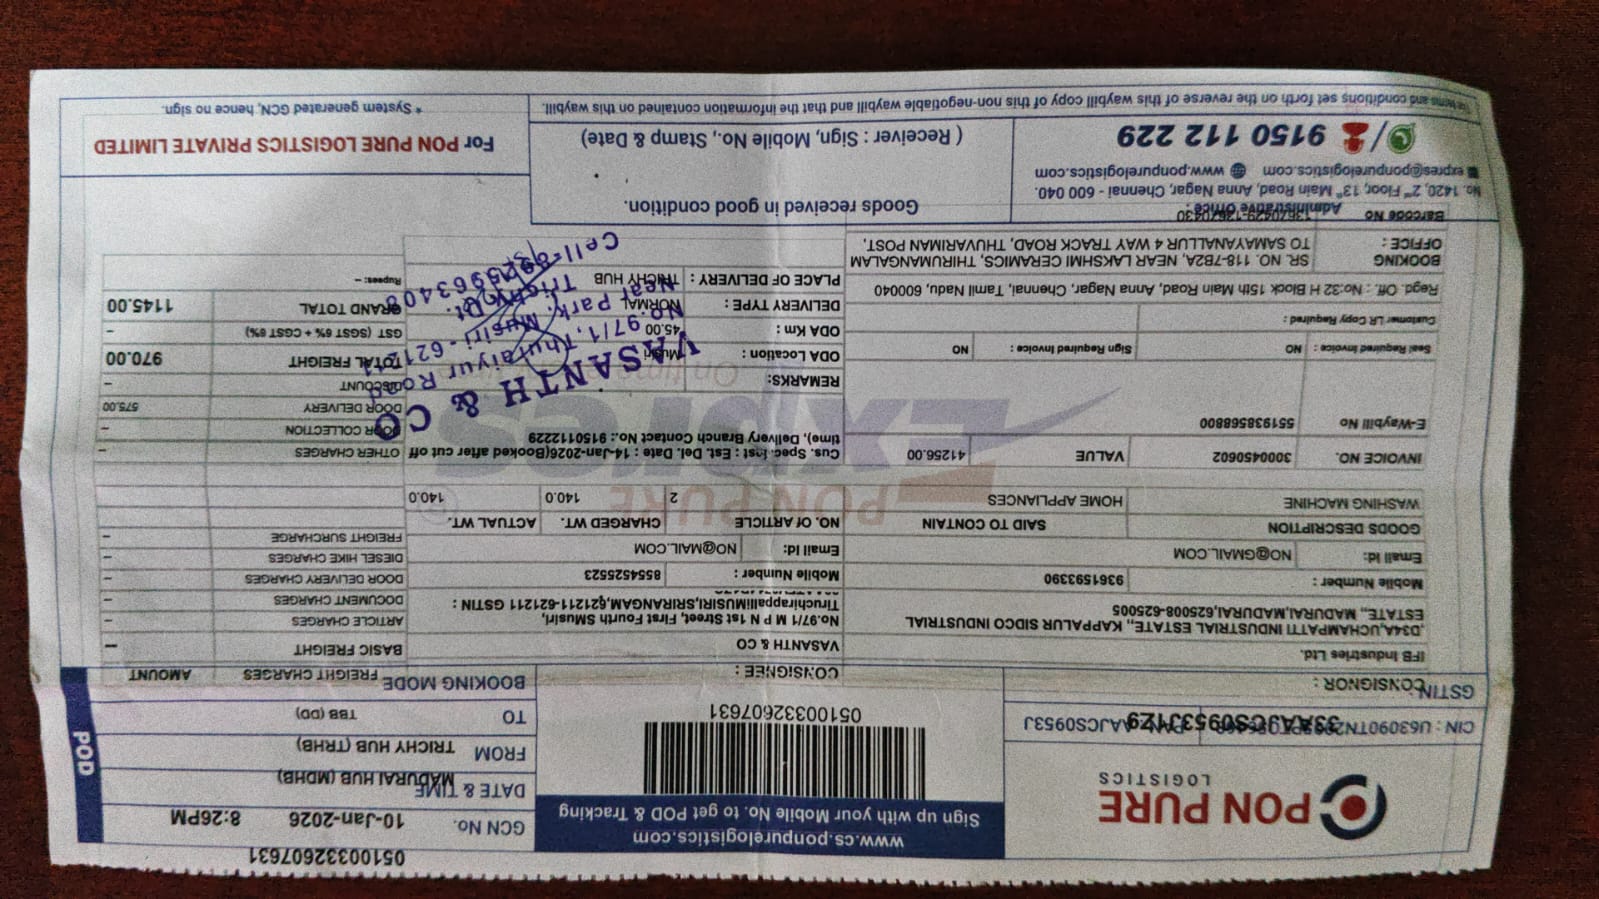 05100332607631
PON PURE
LOGISTICS
CIN : U63090TN
PAN : AAJCS0953J
GSTIN :
33AAJCS0953J1Z9
www.cs.ponpurelogistics.com
Sign up with your Mobile No. to get POD & Tracking
05100332607631
GCN No.
DATE & TIME
10-Jan-2026 8:26PM
FROM
MADURAI HUB (MDHB)
TO
TRICHY HUB (TRHB)
BOOKING MODE
TBB (DD)
POD
CONSIGNOR :
IFB Industries Ltd.
,D34A,UCHAMPATTI INDUSTRIAL ESTATE,, KAPPALUR SIDCO INDUSTRIAL
ESTATE,, MADURAI,MADURAI,625008-625005
Mobile Number : 9361593390
Email Id: NO@GMAIL.COM
CONSIGNEE :
VASANTH & CO
No.97/1 M P N 1st Street, First Fourth SMusiri,
TiruchirappalliMUSIRI,SRIRANGAM,621211-621211 GSTIN :
Mobile Number : 8554525523
Email Id: NO@MAIL.COM
GOODS DESCRIPTION SAID TO CONTAIN NO. Of ARTICLE CHARGED WT. ACTUAL WT.
WASHING MACHINE HOME APPLIANCES 2 140.0 140.0
INVOICE NO. 3000450602 VALUE 41256.00
E-Waybill No 551938568800
Cus. Spec. Inst : Est. Del. Date : 14-Jan-2026(Booked after cut off
time), Delivery Branch Contact No.: 9150112229
PON PURE
EXPRES
On time
Seal Required Invoice : NO Sign Required Invoice : NO
Customer LR Copy Required :
REMARKS:
ODA Location : Musiri
ODA Km : 45.00
DELIVERY TYPE : NORMAL
PLACE OF DELIVERY : TRICHY HUB
Regd. Off : No:32 H Block 15th Main Road, Anna Nagar, Chennai, Tamil Nadu, 600040
BOOKING
OFFICE :
SR. NO. 118-7B2A, NEAR LAKSHMI CERAMICS, THIRUMANGALAM
TO SAMAYANALLUR 4 WAY TRACK ROAD, THUVARIMAN POST,
Barcode No
FREIGHT CHARGES AMOUNT
BASIC FREIGHT –
ARTICLE CHARGES
DOCUMENT CHARGES –
DOOR DELIVERY CHARGES –
DIESEL HIKE CHARGES –
FREIGHT SURCHARGE –
OTHER CHARGES –
DOOR COLLECTION –
DOOR DELIVERY 575.00
DISCOUNT –
TOTAL FREIGHT 970.00
GST (SGST 6% + CGST 6%) –
GRAND TOTAL 1145.00
Rupees: –
VASANTH & CO
No.97/1, Thuraiyur Road
Near Park, Musiri - 621211
Trichy Dt.
Administrative Office :
No. 1420, 2nd Floor, 13th Main Road, Anna Nagar, Chennai - 600 040.
expres@ponpurelogistics.com www.ponpurelogistics.com
9150 112 229
Goods received in good condition.
( Receiver : Sign, Mobile No., Stamp & Date)
For PON PURE LOGISTICS PRIVATE LIMITED
* System generated GCN, hence no sign.
terms and conditions set forth on the reverse of this non-negotiable waybill and that the information contained on this waybill.